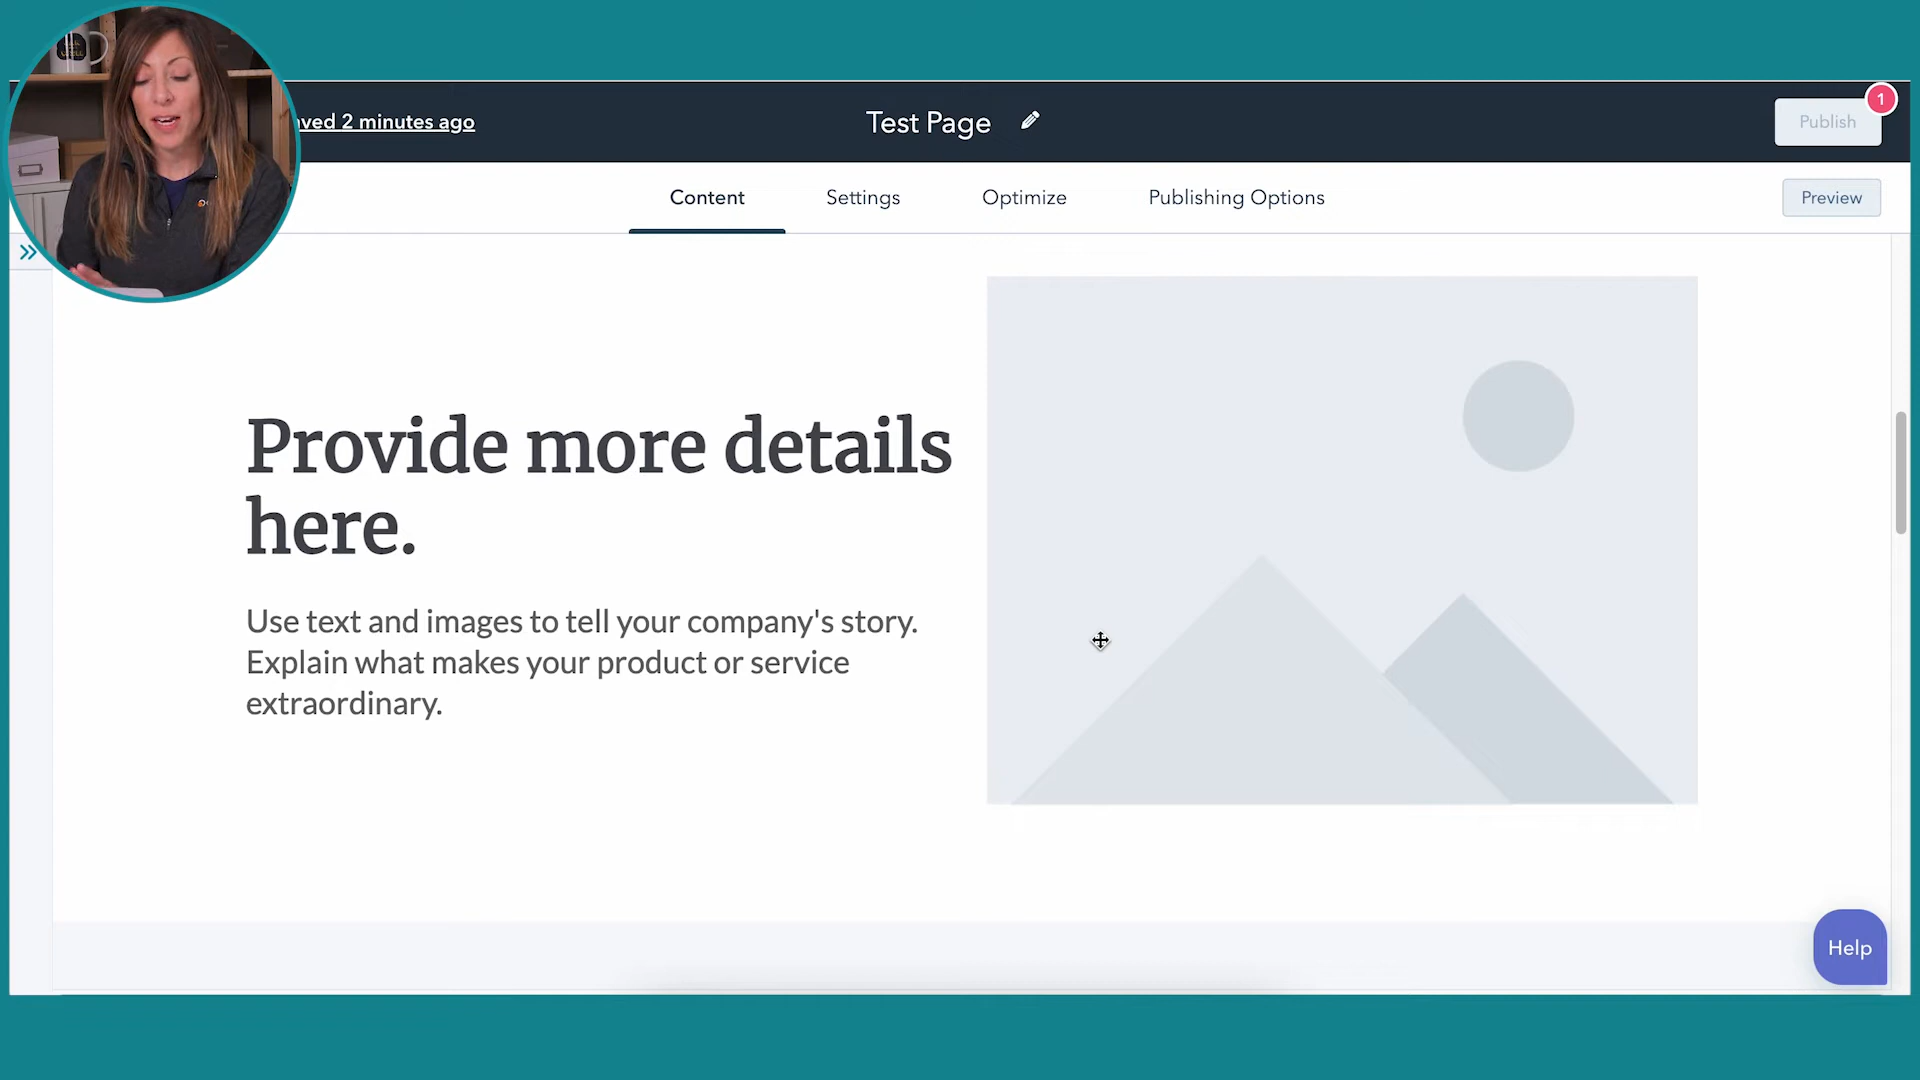 aved 2 minutes ago
Test Page
Publish
1
Content
Settings
Optimize
Publishing Options
Preview
Provide more details
here.
Use text and images to tell your company's story.
Explain what makes your product or service
extraordinary.
Help